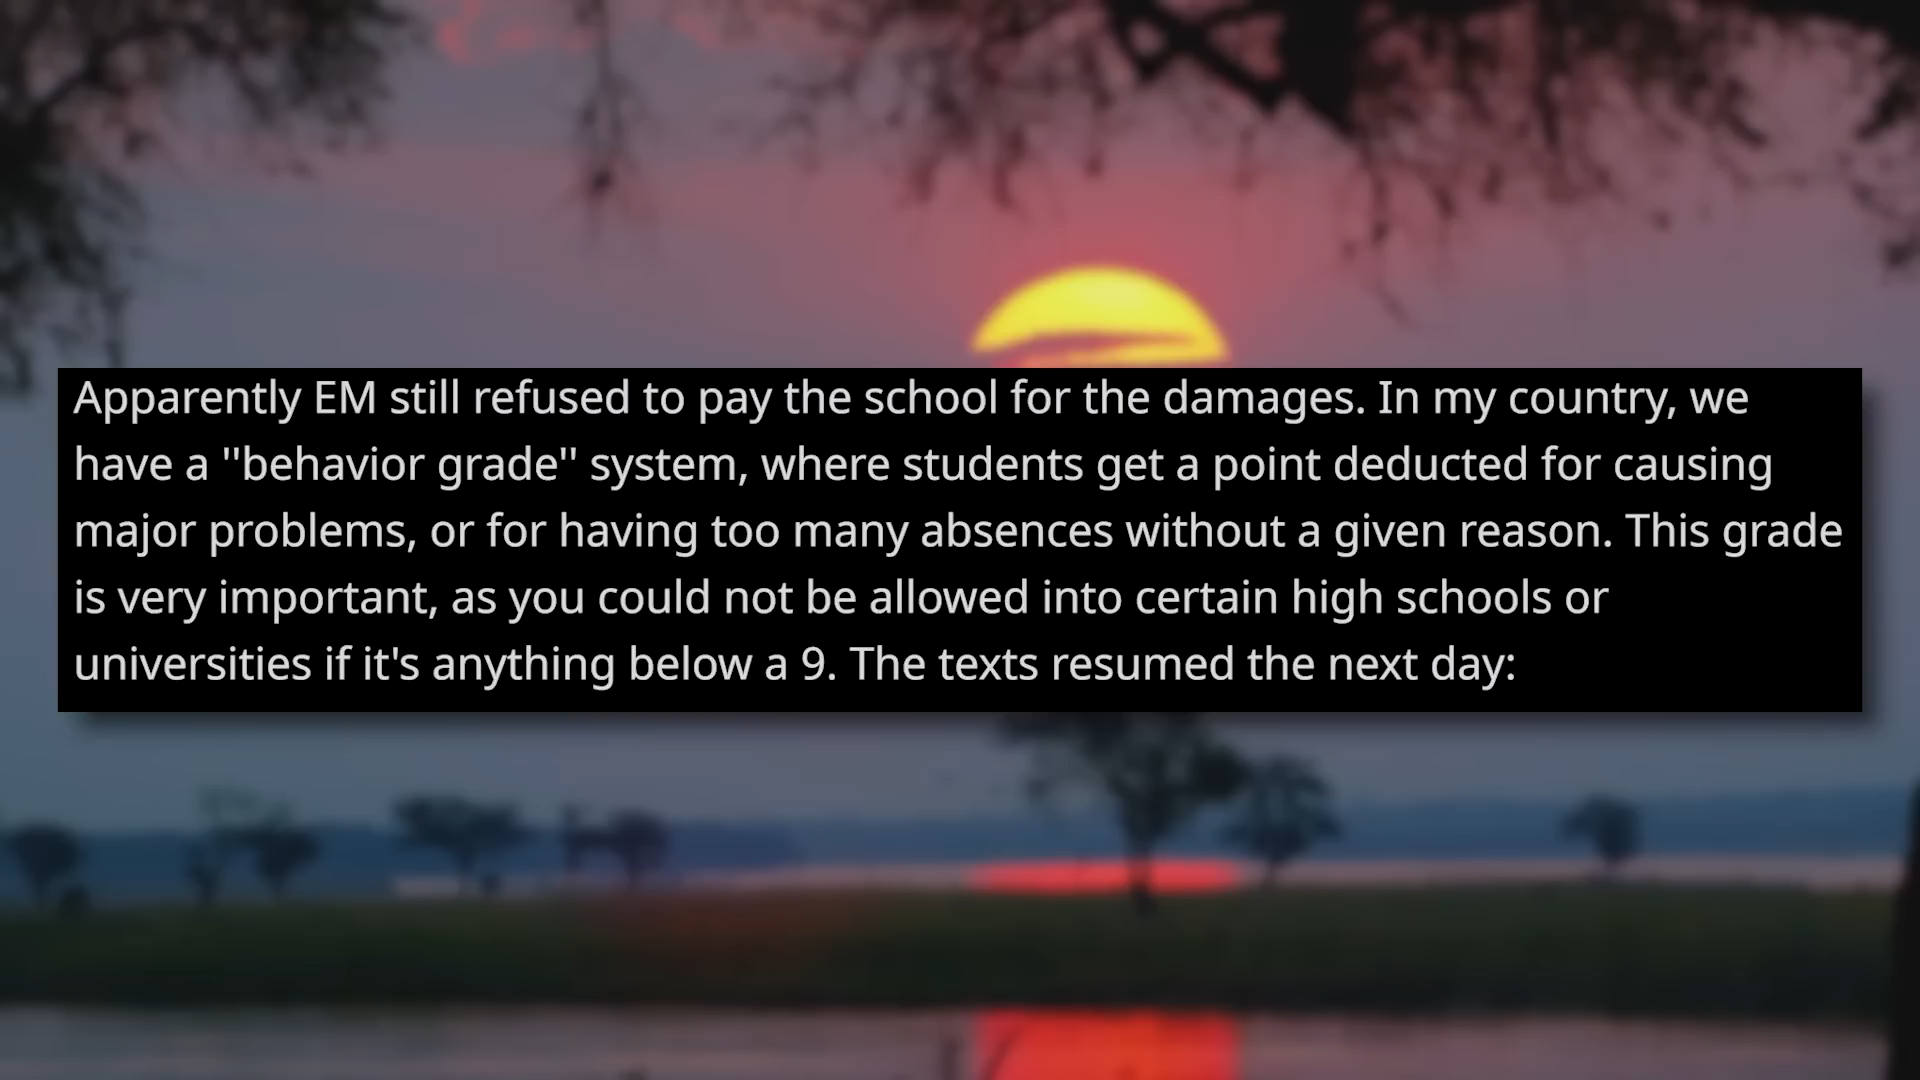 Apparently EM still refused to pay the school for the damages. In my country, we
have a ''behavior grade'' system, where students get a point deducted for causing
major problems, or for having too many absences without a given reason. This grade
is very important, as you could not be allowed into certain high schools or
universities if it's anything below a 9. The texts resumed the next day: